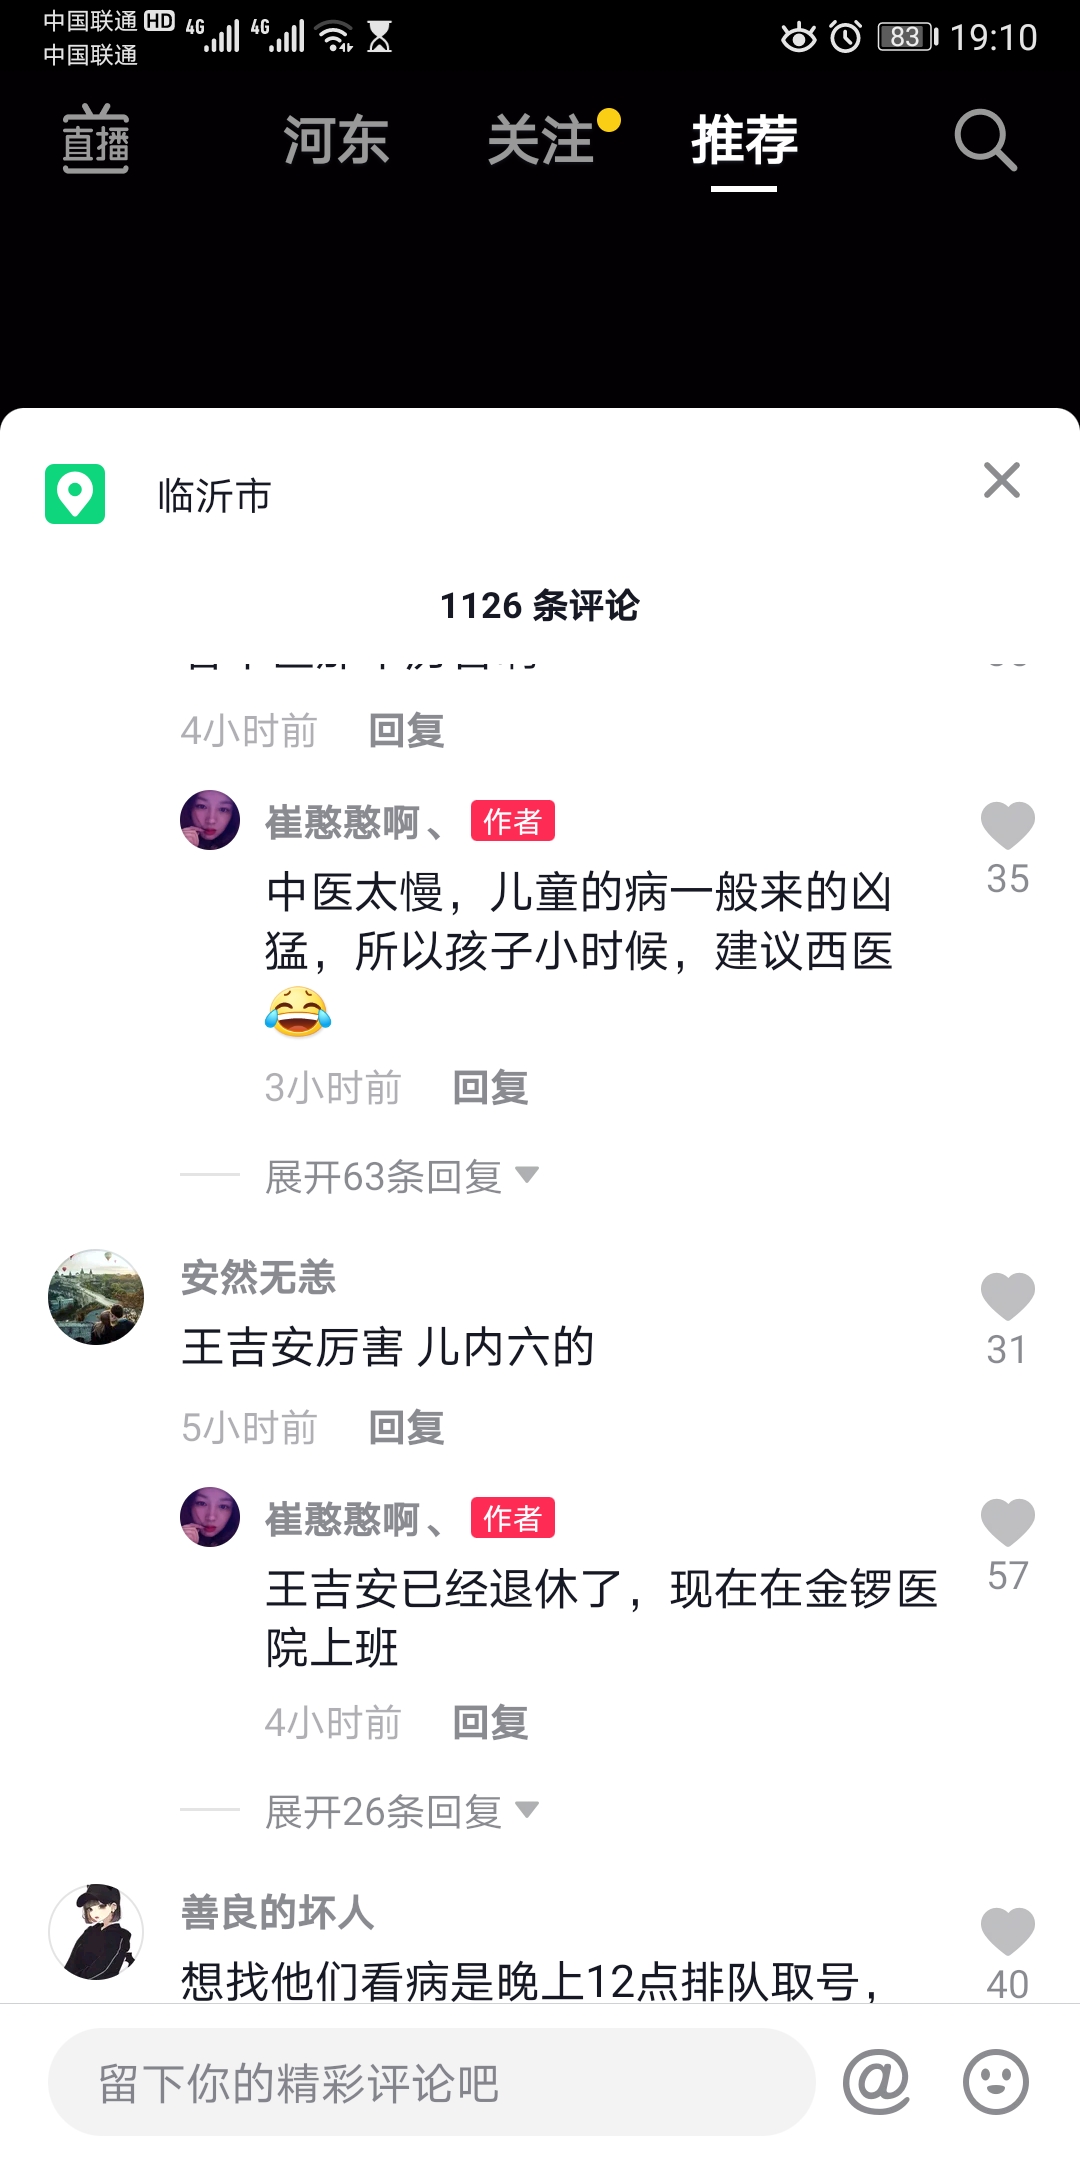 中国联通 HD 4G 4G 83 19:10
中国联通
直播 河东 关注 推荐
临沂市
1126 条评论
4小时前 回复
崔憨憨啊、 作者
中医太慢，儿童的病一般来的凶
35
猛，所以孩子小时候，建议西医
3小时前 回复
展开63条回复
安然无恙
王吉安厉害 儿内六的
31
5小时前 回复
崔憨憨啊、 作者
王吉安已经退休了，现在在金锣医
57
院上班
4小时前 回复
展开26条回复
善良的坏人
想找他们看病是晚上12点排队取号，
40
留下你的精彩评论吧 @